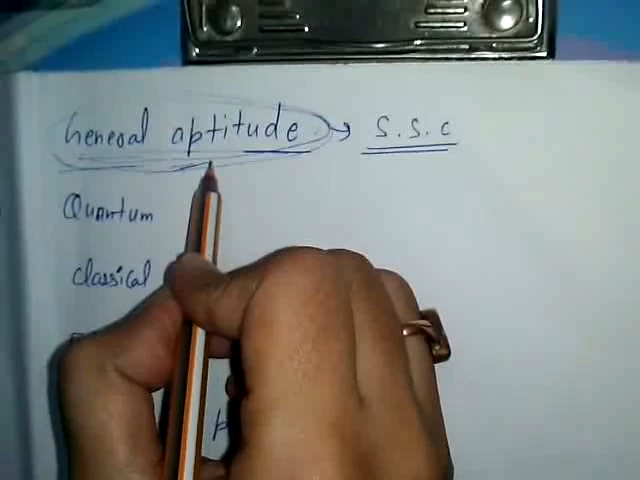 General aptitude → S.S.C
Quantum
classical